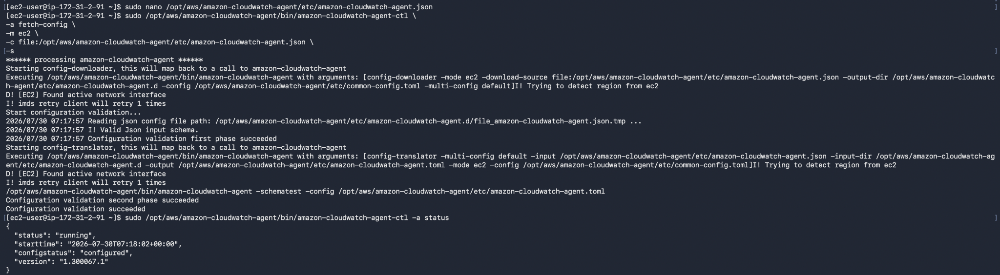 [[ec2-user@ip-172-31-2-91 ~]$ sudo nano /opt/aws/amazon-cloudwatch-agent/etc/amazon-cloudwatch-agent.json ]
[ec2-user@ip-172-31-2-91 ~]$ sudo /opt/aws/amazon-cloudwatch-agent/bin/amazon-cloudwatch-agent-ctl \
-a fetch-config \
-m ec2 \
-c file:/opt/aws/amazon-cloudwatch-agent/etc/amazon-cloudwatch-agent.json \
[-s ]
****** processing amazon-cloudwatch-agent ******
Starting config-downloader, this will map back to a call to amazon-cloudwatch-agent
Executing /opt/aws/amazon-cloudwatch-agent/bin/amazon-cloudwatch-agent with arguments: [config-downloader -mode ec2 -download-source file:/opt/aws/amazon-cloudwatch-agent/etc/amazon-cloudwatch-agent.json -output-dir /opt/aws/amazon-cloudwatc
h-agent/etc/amazon-cloudwatch-agent.d -config /opt/aws/amazon-cloudwatch-agent/etc/common-config.toml -multi-config default]I! Trying to detect region from ec2
D! [EC2] Found active network interface
I! imds retry client will retry 1 times
Start configuration validation...
2026/07/30 07:17:57 Reading json config file path: /opt/aws/amazon-cloudwatch-agent/etc/amazon-cloudwatch-agent.d/file_amazon-cloudwatch-agent.json.tmp ...
2026/07/30 07:17:57 I! Valid Json input schema.
2026/07/30 07:17:57 Configuration validation first phase succeeded
Starting config-translator, this will map back to a call to amazon-cloudwatch-agent
Executing /opt/aws/amazon-cloudwatch-agent/bin/amazon-cloudwatch-agent with arguments: [config-translator -multi-config default -input /opt/aws/amazon-cloudwatch-agent/etc/amazon-cloudwatch-agent.json -input-dir /opt/aws/amazon-cloudwatch-ag
ent/etc/amazon-cloudwatch-agent.d -output /opt/aws/amazon-cloudwatch-agent/etc/amazon-cloudwatch-agent.toml -mode ec2 -config /opt/aws/amazon-cloudwatch-agent/etc/common-config.toml]I! Trying to detect region from ec2
D! [EC2] Found active network interface
I! imds retry client will retry 1 times
/opt/aws/amazon-cloudwatch-agent/bin/amazon-cloudwatch-agent -schematest -config /opt/aws/amazon-cloudwatch-agent/etc/amazon-cloudwatch-agent.toml
Configuration validation second phase succeeded
Configuration validation succeeded
[[ec2-user@ip-172-31-2-91 ~]$ sudo /opt/aws/amazon-cloudwatch-agent/bin/amazon-cloudwatch-agent-ctl -a status ]
{
  "status": "running",
  "starttime": "2026-07-30T07:18:02+00:00",
  "configstatus": "configured",
  "version": "1.300067.1"
}